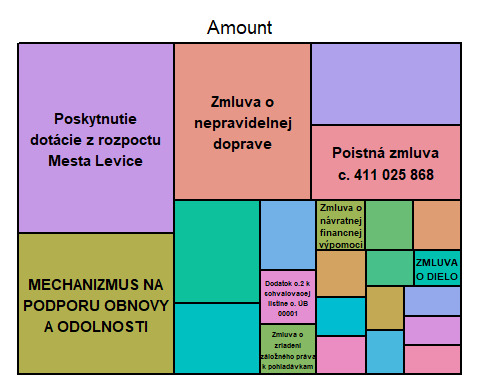 Amount
Poskytnutie
dotácie z rozpoctu
Mesta Levice
Zmluva o
nepravidelnej
doprave
Poistná zmluva
c. 411 025 868
MECHANIZMUS NA
PODPORU OBNOVY
A ODOLNOSTI
Zmluva o
návratnej
financnej
výpomoci
ZMLUVA
O DIELO
Dodatok c.2 k
schvalovacej
listine c. ÚB
00001
Zmluva o
zriadení
záložného práva
k pohladávkam